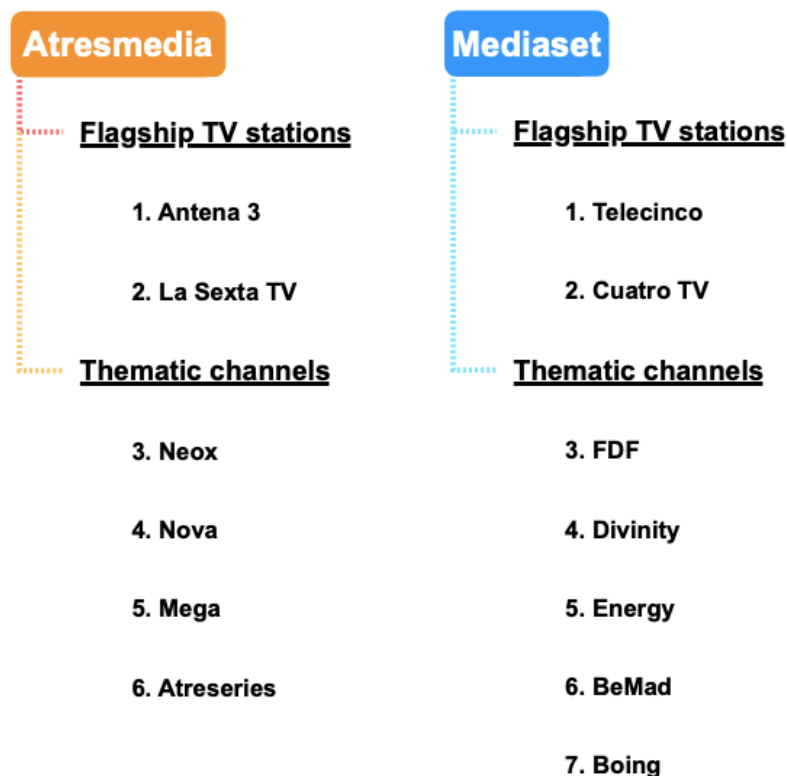 Atresmedia
Flagship TV stations
1. Antena 3
2. La Sexta TV
Thematic channels
3. Neox
4. Nova
5. Mega
6. Atreseries
Mediaset
Flagship TV stations
1. Telecinco
2. Cuatro TV
Thematic channels
3. FDF
4. Divinity
5. Energy
6. BeMad
7. Boing